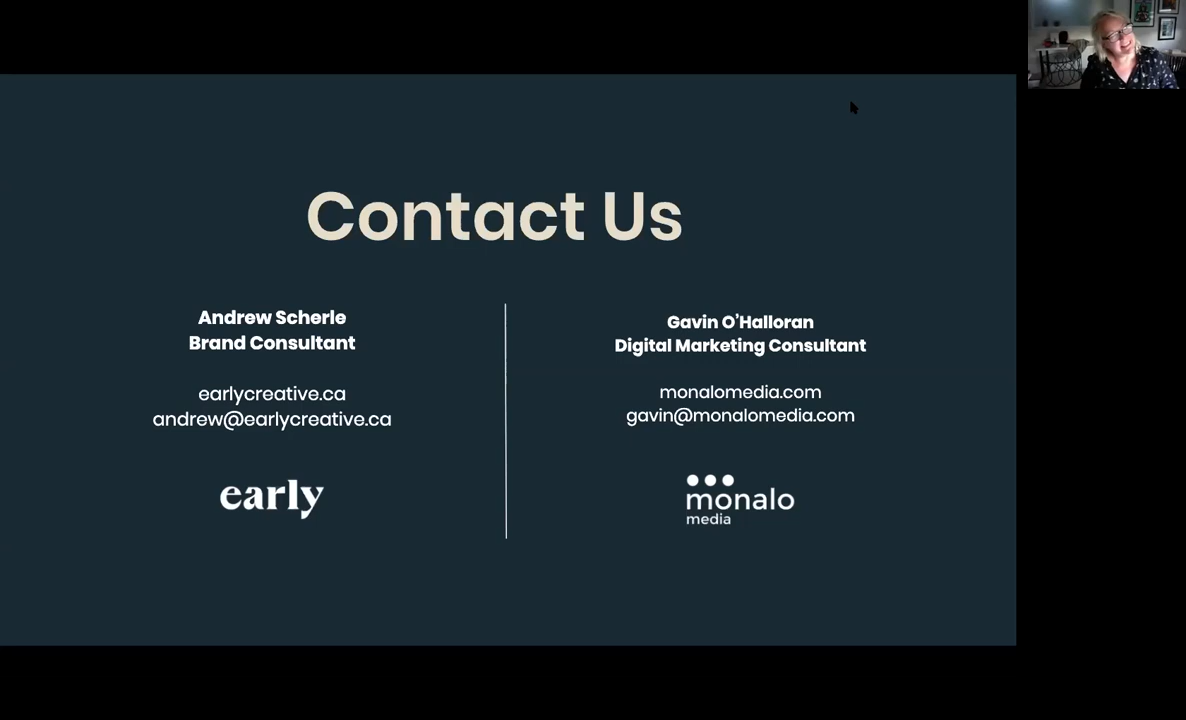 Contact Us
Andrew Scherle
Brand Consultant
earlycreative.ca
andrew@earlycreative.ca
early
Gavin O'Halloran
Digital Marketing Consultant
monalomedia.com
gavin@monalomedia.com
monalo
media